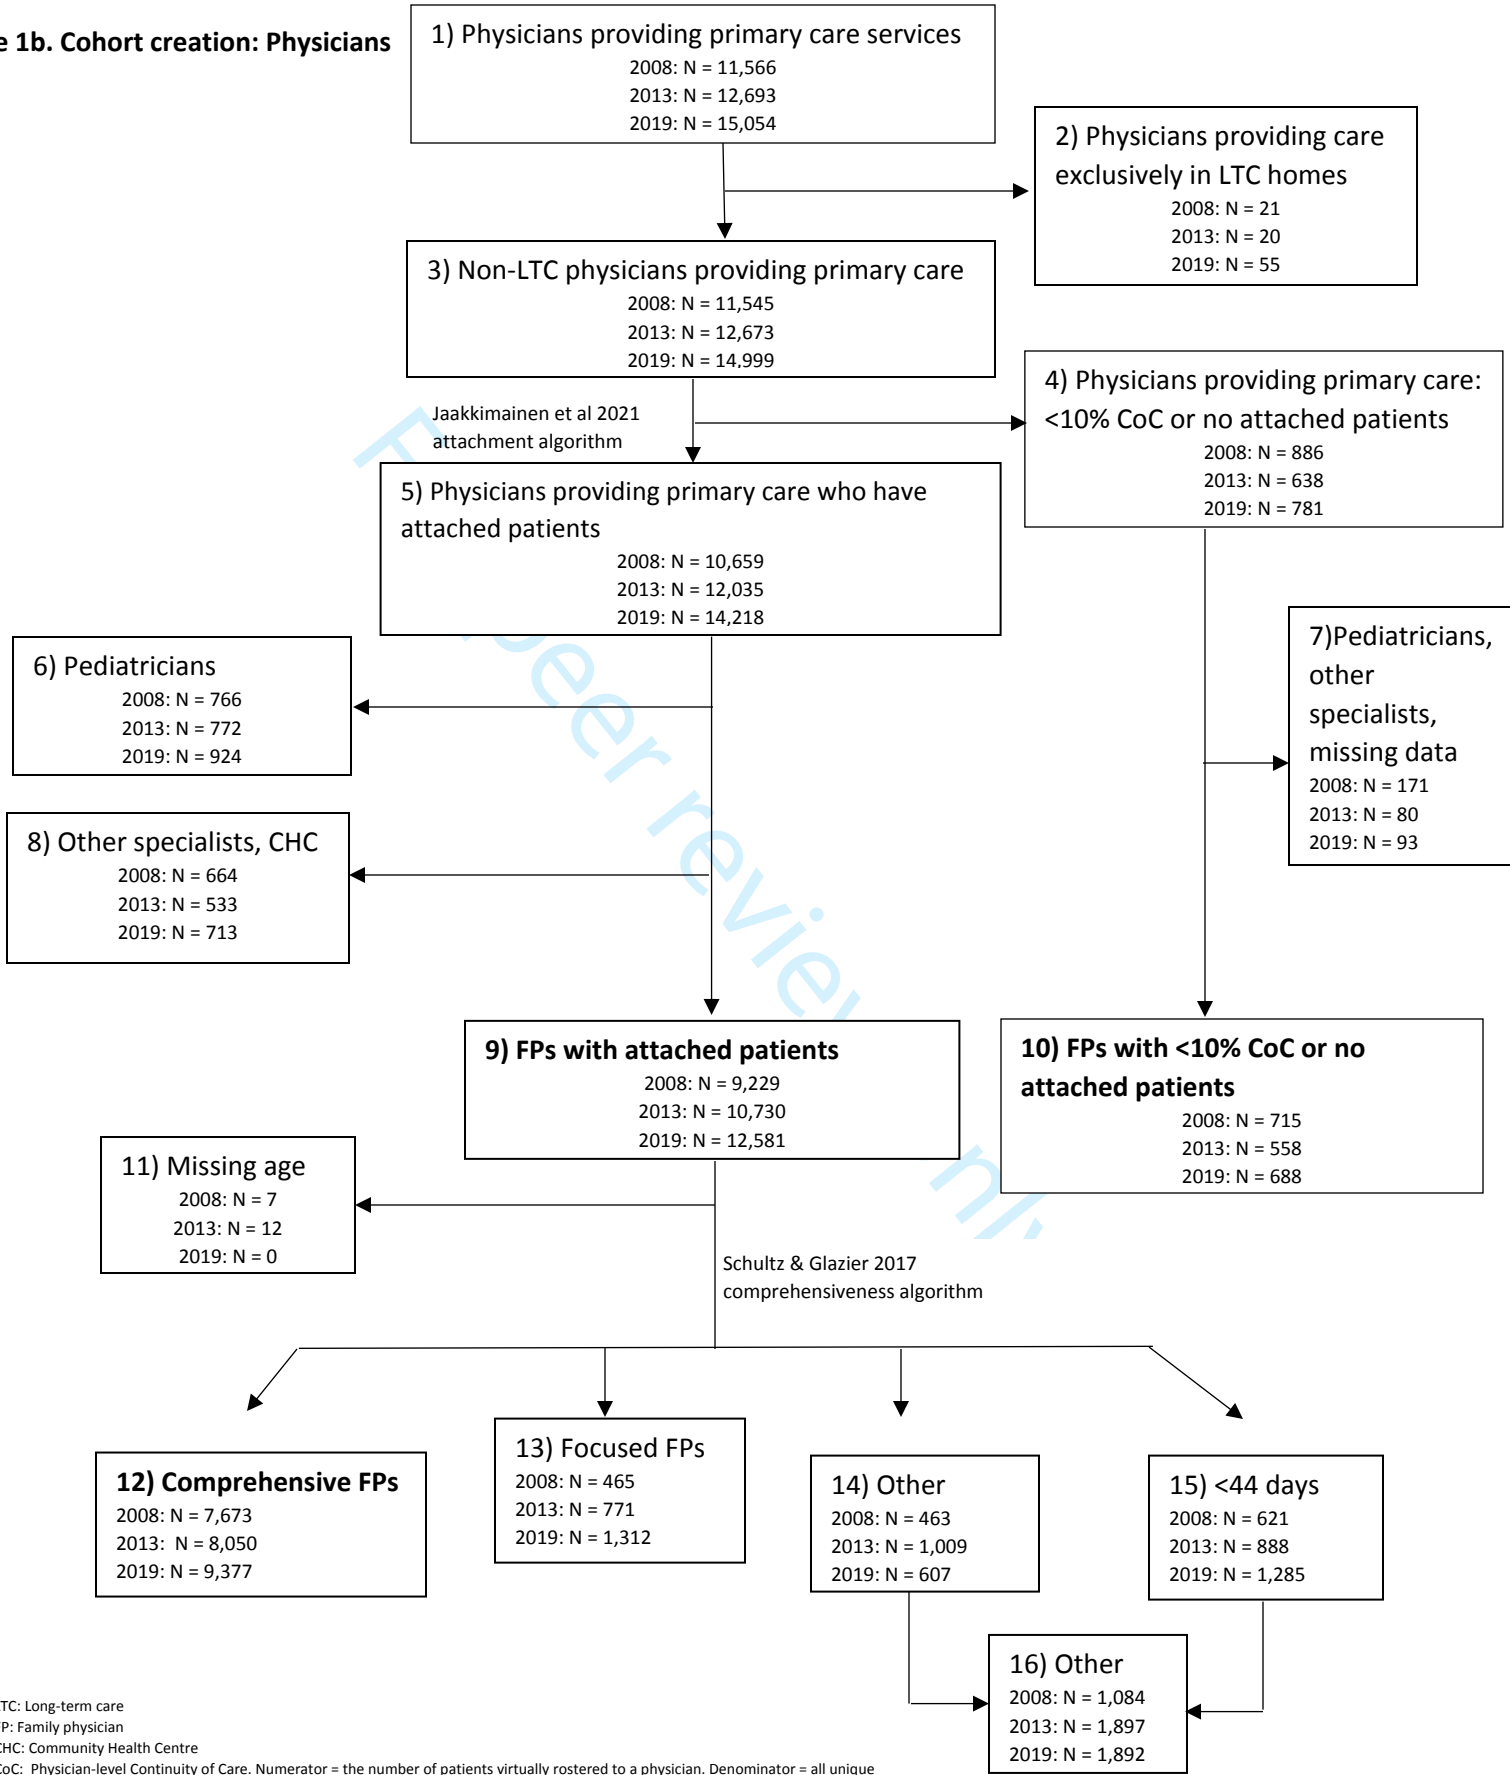 e 1b. Cohort creation: Physicians
1) Physicians providing primary care services
2008: N = 11,566
2013: N = 12,693
2019: N = 15,054
2) Physicians providing care
exclusively in LTC homes
2008: N = 21
2013: N = 20
2019: N = 55
3) Non-LTC physicians providing primary care
2008: N = 11,545
2013: N = 12,673
2019: N = 14,999
Jaakkimainen et al 2021
attachment algorithm
4) Physicians providing primary care:
<10% CoC or no attached patients
2008: N = 886
2013: N = 638
2019: N = 781
5) Physicians providing primary care who have
attached patients
2008: N = 10,659
2013: N = 12,035
2019: N = 14,218
6) Pediatricians
2008: N = 766
2013: N = 772
2019: N = 924
7)Pediatricians,
other
specialists,
missing data
2008: N = 171
2013: N = 80
2019: N = 93
8) Other specialists, CHC
2008: N = 664
2013: N = 533
2019: N = 713
9) FPs with attached patients
2008: N = 9,229
2013: N = 10,730
2019: N = 12,581
10) FPs with <10% CoC or no
attached patients
2008: N = 715
2013: N = 558
2019: N = 688
11) Missing age
2008: N = 7
2013: N = 12
2019: N = 0
Schultz & Glazier 2017
comprehensiveness algorithm
12) Comprehensive FPs
2008: N = 7,673
2013:  N = 8,050
2019: N = 9,377
13) Focused FPs
2008: N = 465
2013: N = 771
2019: N = 1,312
14) Other
2008: N = 463
2013: N = 1,009
2019: N = 607
15) <44 days
2008: N = 621
2013: N = 888
2019: N = 1,285
16) Other
2008: N = 1,084
2013: N = 1,897
2019: N = 1,892
TC: Long-term care
P: Family physician
CHC: Community Health Centre
CoC:  Physician-level Continuity of Care. Numerator = the number of patients virtually rostered to a physician. Denominator = all unique
peer review